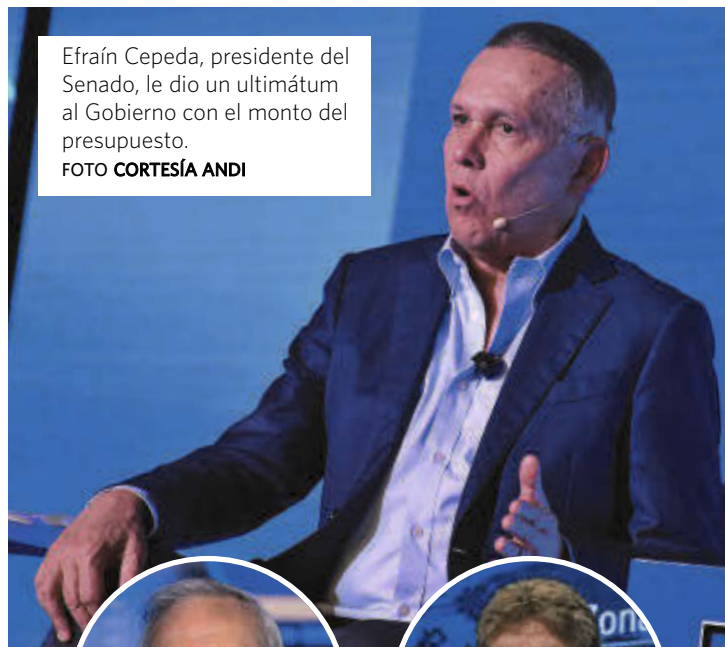 Efraín Cepeda, presidente del
Senado, le dio un ultimátum
al Gobierno con el monto del
presupuesto.
FOTO CORTESÍA ANDI